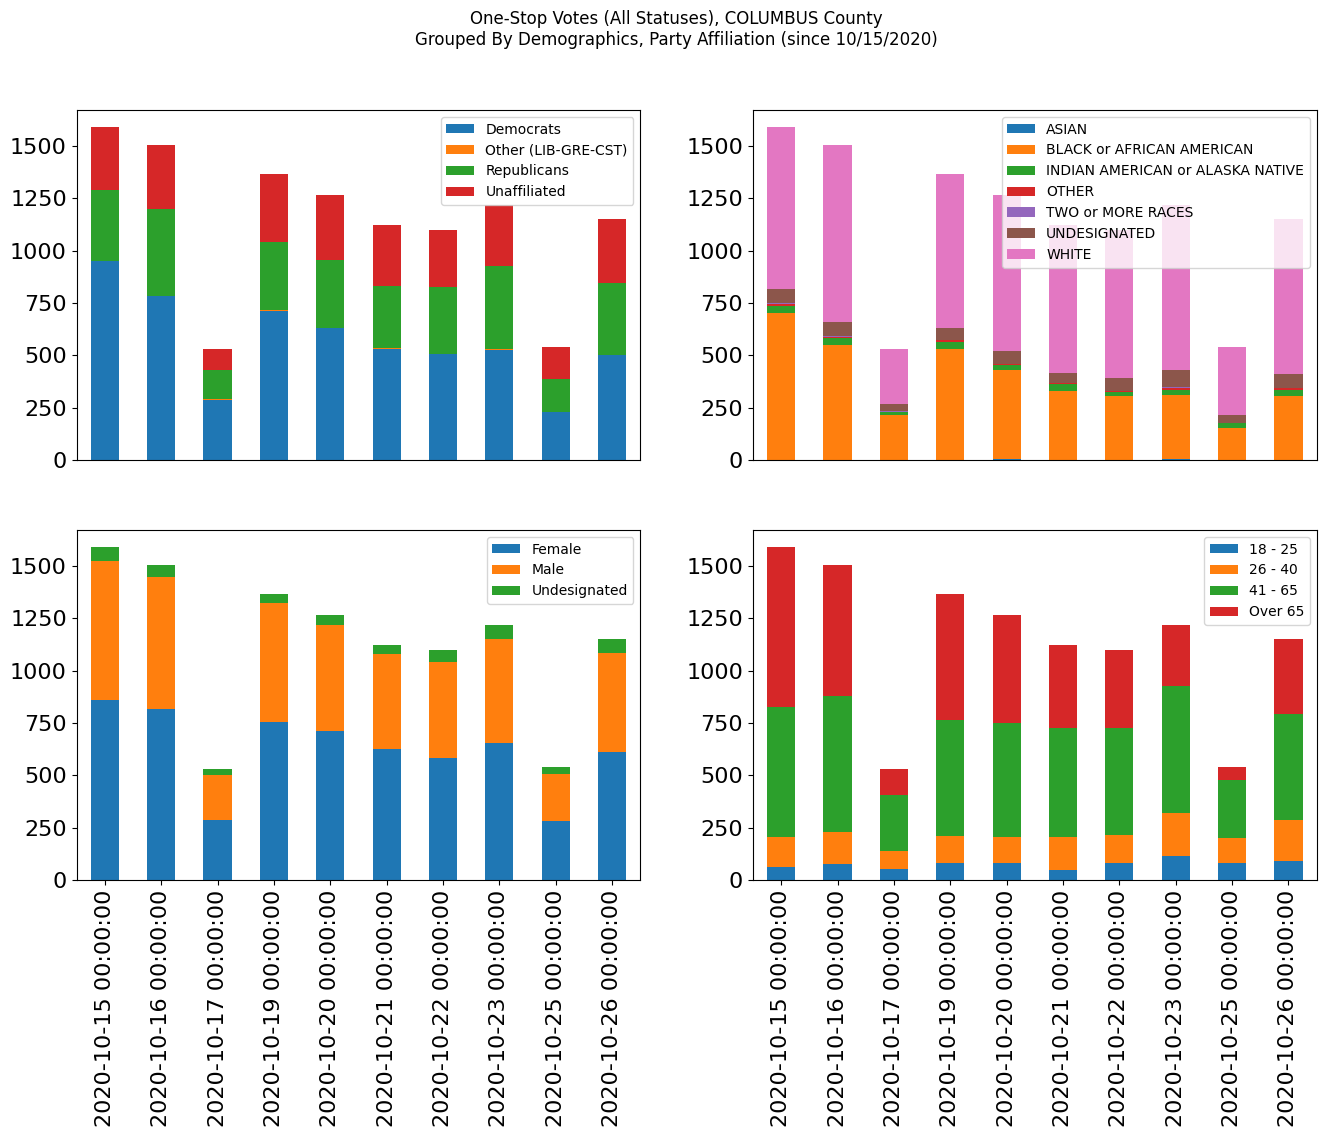 One-Stop Votes (All Statuses), COLUMBUS County
Grouped By Demographics, Party Affiliation (since 10/15/2020)
1500
1250
1000
750
500
250
0
Democrats
Other (LIB-GRE-CST)
Republicans
Unaffiliated
1500
1250
1000
750
500
250
0
ASIAN
BLACK or AFRICAN AMERICAN
INDIAN AMERICAN or ALASKA NATIVE
OTHER
TWO or MORE RACES
UNDESIGNATED
WHITE
1500
1250
1000
750
500
250
0
Female
Male
Undesignated
2020-10-15 00:00:00
2020-10-16 00:00:00
2020-10-17 00:00:00
2020-10-19 00:00:00
2020-10-20 00:00:00
2020-10-21 00:00:00
2020-10-22 00:00:00
2020-10-23 00:00:00
2020-10-25 00:00:00
2020-10-26 00:00:00
1500
1250
1000
750
500
250
0
18 - 25
26 - 40
41 - 65
Over 65
2020-10-15 00:00:00
2020-10-16 00:00:00
2020-10-17 00:00:00
2020-10-19 00:00:00
2020-10-20 00:00:00
2020-10-21 00:00:00
2020-10-22 00:00:00
2020-10-23 00:00:00
2020-10-25 00:00:00
2020-10-26 00:00:00